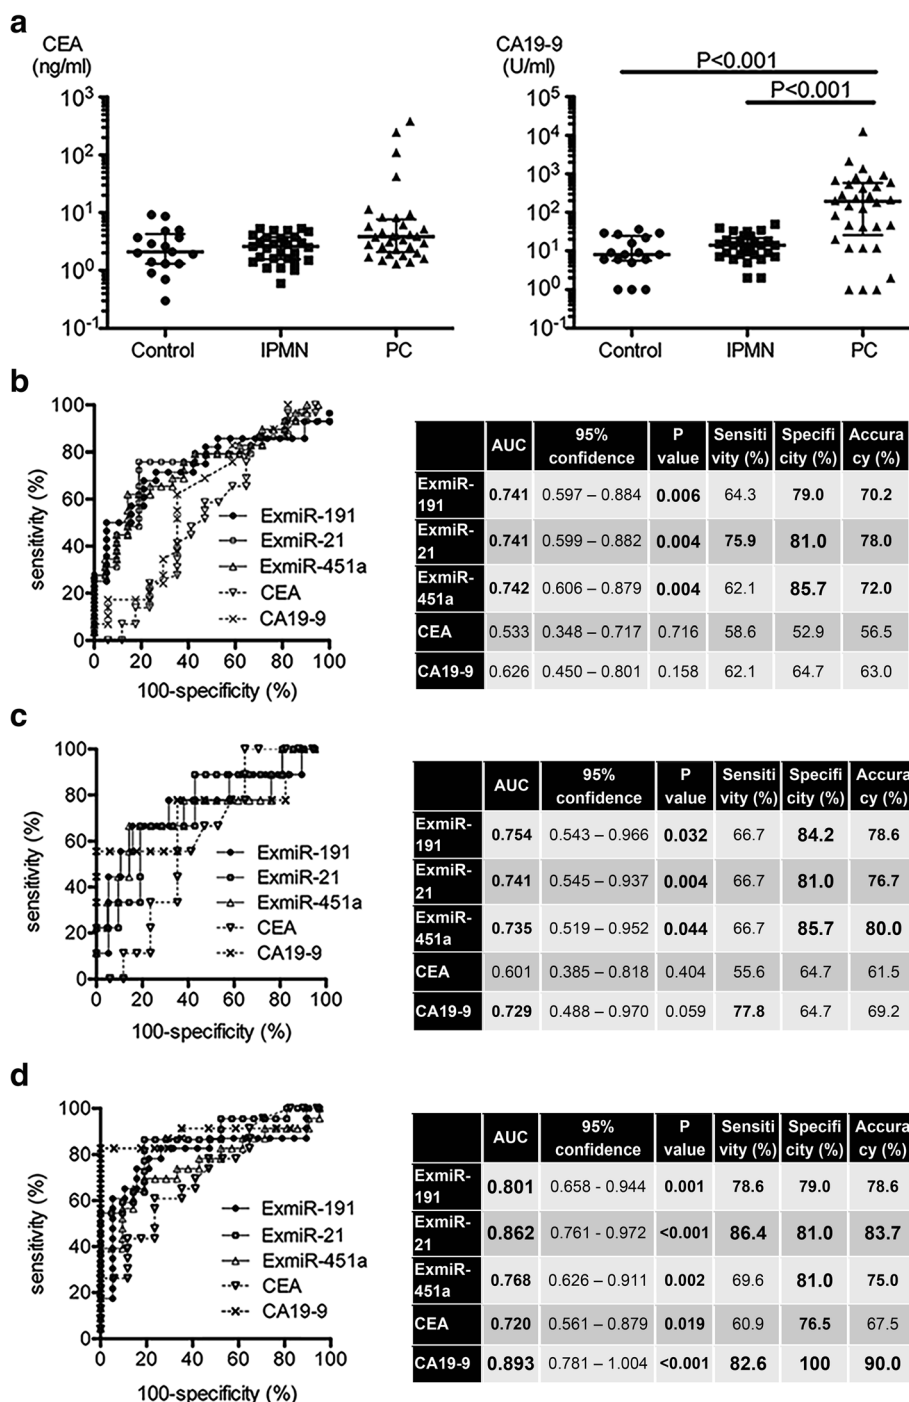 a
CEA
(ng/ml)
10³
10²
10¹
10⁰
10⁻¹
Control IPMN PC
CA19-9
(U/ml)
P<0.001
P<0.001
10⁵
10⁴
10³
10²
10¹
10⁰
10⁻¹
Control IPMN PC
b
sensitivity (%)
100
80
60
40
20
0
0 20 40 60 80 100
100-specificity (%)
ExmiR-191
ExmiR-21
ExmiR-451a
CEA
CA19-9
AUC 95% confidence P value Sensiti vity (%) Specifi city (%) Accura cy (%)
ExmiR-191 0.741 0.597 – 0.884 0.006 64.3 79.0 70.2
ExmiR-21 0.741 0.599 – 0.882 0.004 75.9 81.0 78.0
ExmiR-451a 0.742 0.606 – 0.879 0.004 62.1 85.7 72.0
CEA 0.533 0.348 – 0.717 0.716 58.6 52.9 56.5
CA19-9 0.626 0.450 – 0.801 0.158 62.1 64.7 63.0
c
sensitivity (%)
100
80
60
40
20
0
0 20 40 60 80 100
100-specificity (%)
ExmiR-191
ExmiR-21
ExmiR-451a
CEA
CA19-9
AUC 95% confidence P value Sensiti vity (%) Specifi city (%) Accura cy (%)
ExmiR-191 0.754 0.543 – 0.966 0.032 66.7 84.2 78.6
ExmiR-21 0.741 0.545 – 0.937 0.004 66.7 81.0 76.7
ExmiR-451a 0.735 0.519 – 0.952 0.044 66.7 85.7 80.0
CEA 0.601 0.385 – 0.818 0.404 55.6 64.7 61.5
CA19-9 0.729 0.488 – 0.970 0.059 77.8 64.7 69.2
d
sensitivity (%)
100
80
60
40
20
0
0 20 40 60 80 100
100-specificity (%)
ExmiR-191
ExmiR-21
ExmiR-451a
CEA
CA19-9
AUC 95% confidence P value Sensiti vity (%) Specifi city (%) Accura cy (%)
ExmiR-191 0.801 0.658 - 0.944 0.001 78.6 79.0 78.6
ExmiR-21 0.862 0.761 - 0.972 <0.001 86.4 81.0 83.7
ExmiR-451a 0.768 0.626 – 0.911 0.002 69.6 81.0 75.0
CEA 0.720 0.561 – 0.879 0.019 60.9 76.5 67.5
CA19-9 0.893 0.781 – 1.004 <0.001 82.6 100 90.0